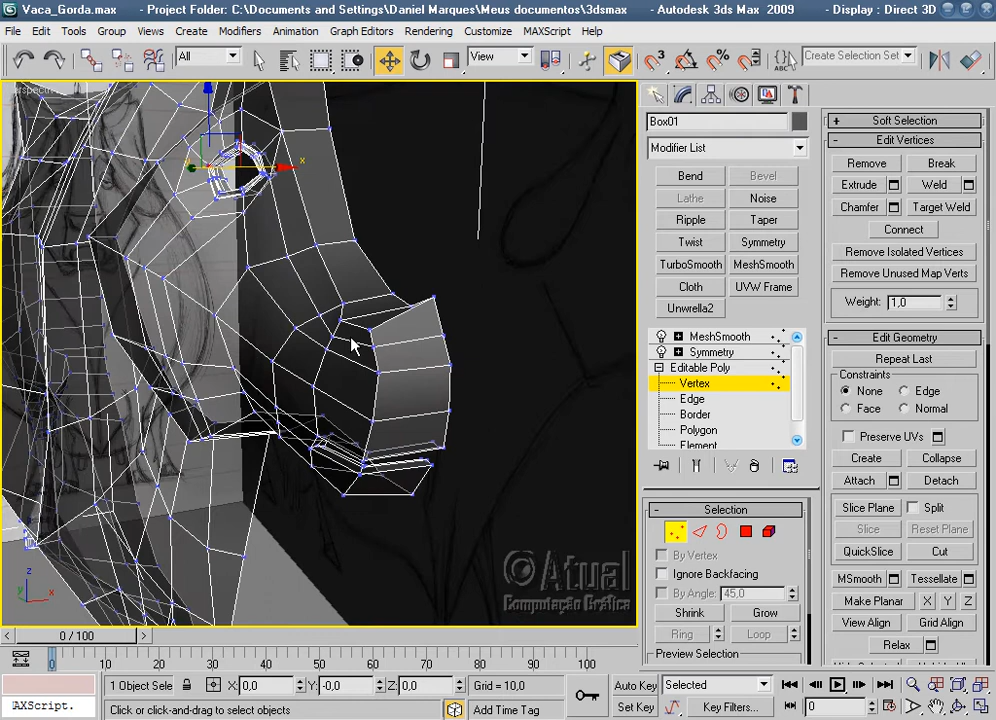 Vaca_Gorda.max - Project Folder: C:\Documents and Settings\Daniel Marques\Meus documentos\3dsmax - Autodesk 3ds Max 2009 - Display : Direct 3D
File Edit Tools Group Views Create Modifiers Animation Graph Editors Rendering Customize MAXScript Help
All View Create Selection Set
Box01
Modifier List
Bend Bevel
Lathe Noise
Ripple Taper
Twist Symmetry
TurboSmooth MeshSmooth
Cloth UVW Frame
Unwrella2
MeshSmooth
Symmetry
Editable Poly
Vertex
Edge
Border
Polygon
Element
Selection
By Vertex
Ignore Backfacing
By Angle: 45,0
Shrink Grow
Ring Loop
Preview Selection
Soft Selection
Edit Vertices
Remove Break
Extrude Weld
Chamfer Target Weld
Connect
Remove Isolated Vertices
Remove Unused Map Verts
Weight: 1,0
Edit Geometry
Repeat Last
Constraints
None Edge
Face Normal
Preserve UVs
Create Collapse
Attach Detach
Slice Plane Split
Slice Reset Plane
QuickSlice Cut
MSmooth Tessellate
Make Planar X Y Z
View Align Grid Align
Relax
z
y x
x
©Atual
Computação Gráfica
0 / 100
0 10 20 30 40 50 60 70 80 90 100
1 Object Sele X: 0,0 Y: -0,0 Z: 0,0 Grid = 10,0 Auto Key Selected
AXScript. Click or click-and-drag to select objects Add Time Tag Set Key Key Filters... 0